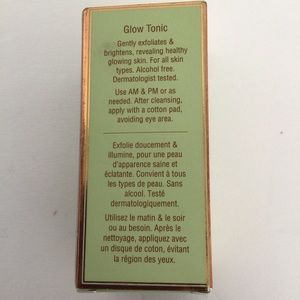 Glow Tonic
Gently exfoliates &
brightens, revealing healthy
glowing skin. For all skin
types. Alcohol free.
Dermatologist tested.
Use AM & PM or as
needed. After cleansing,
apply with a cotton pad,
avoiding eye area.
Exfolie doucement &
illumine, pour une peau
d'apparence saine et
éclatante. Convient à tous
les types de peau. Sans
alcool. Testé
dermatologiquement.
Utilisez le matin & le soir
ou au besoin. Après le
nettoyage, appliquez avec
un disque de coton, évitant
la région des yeux.